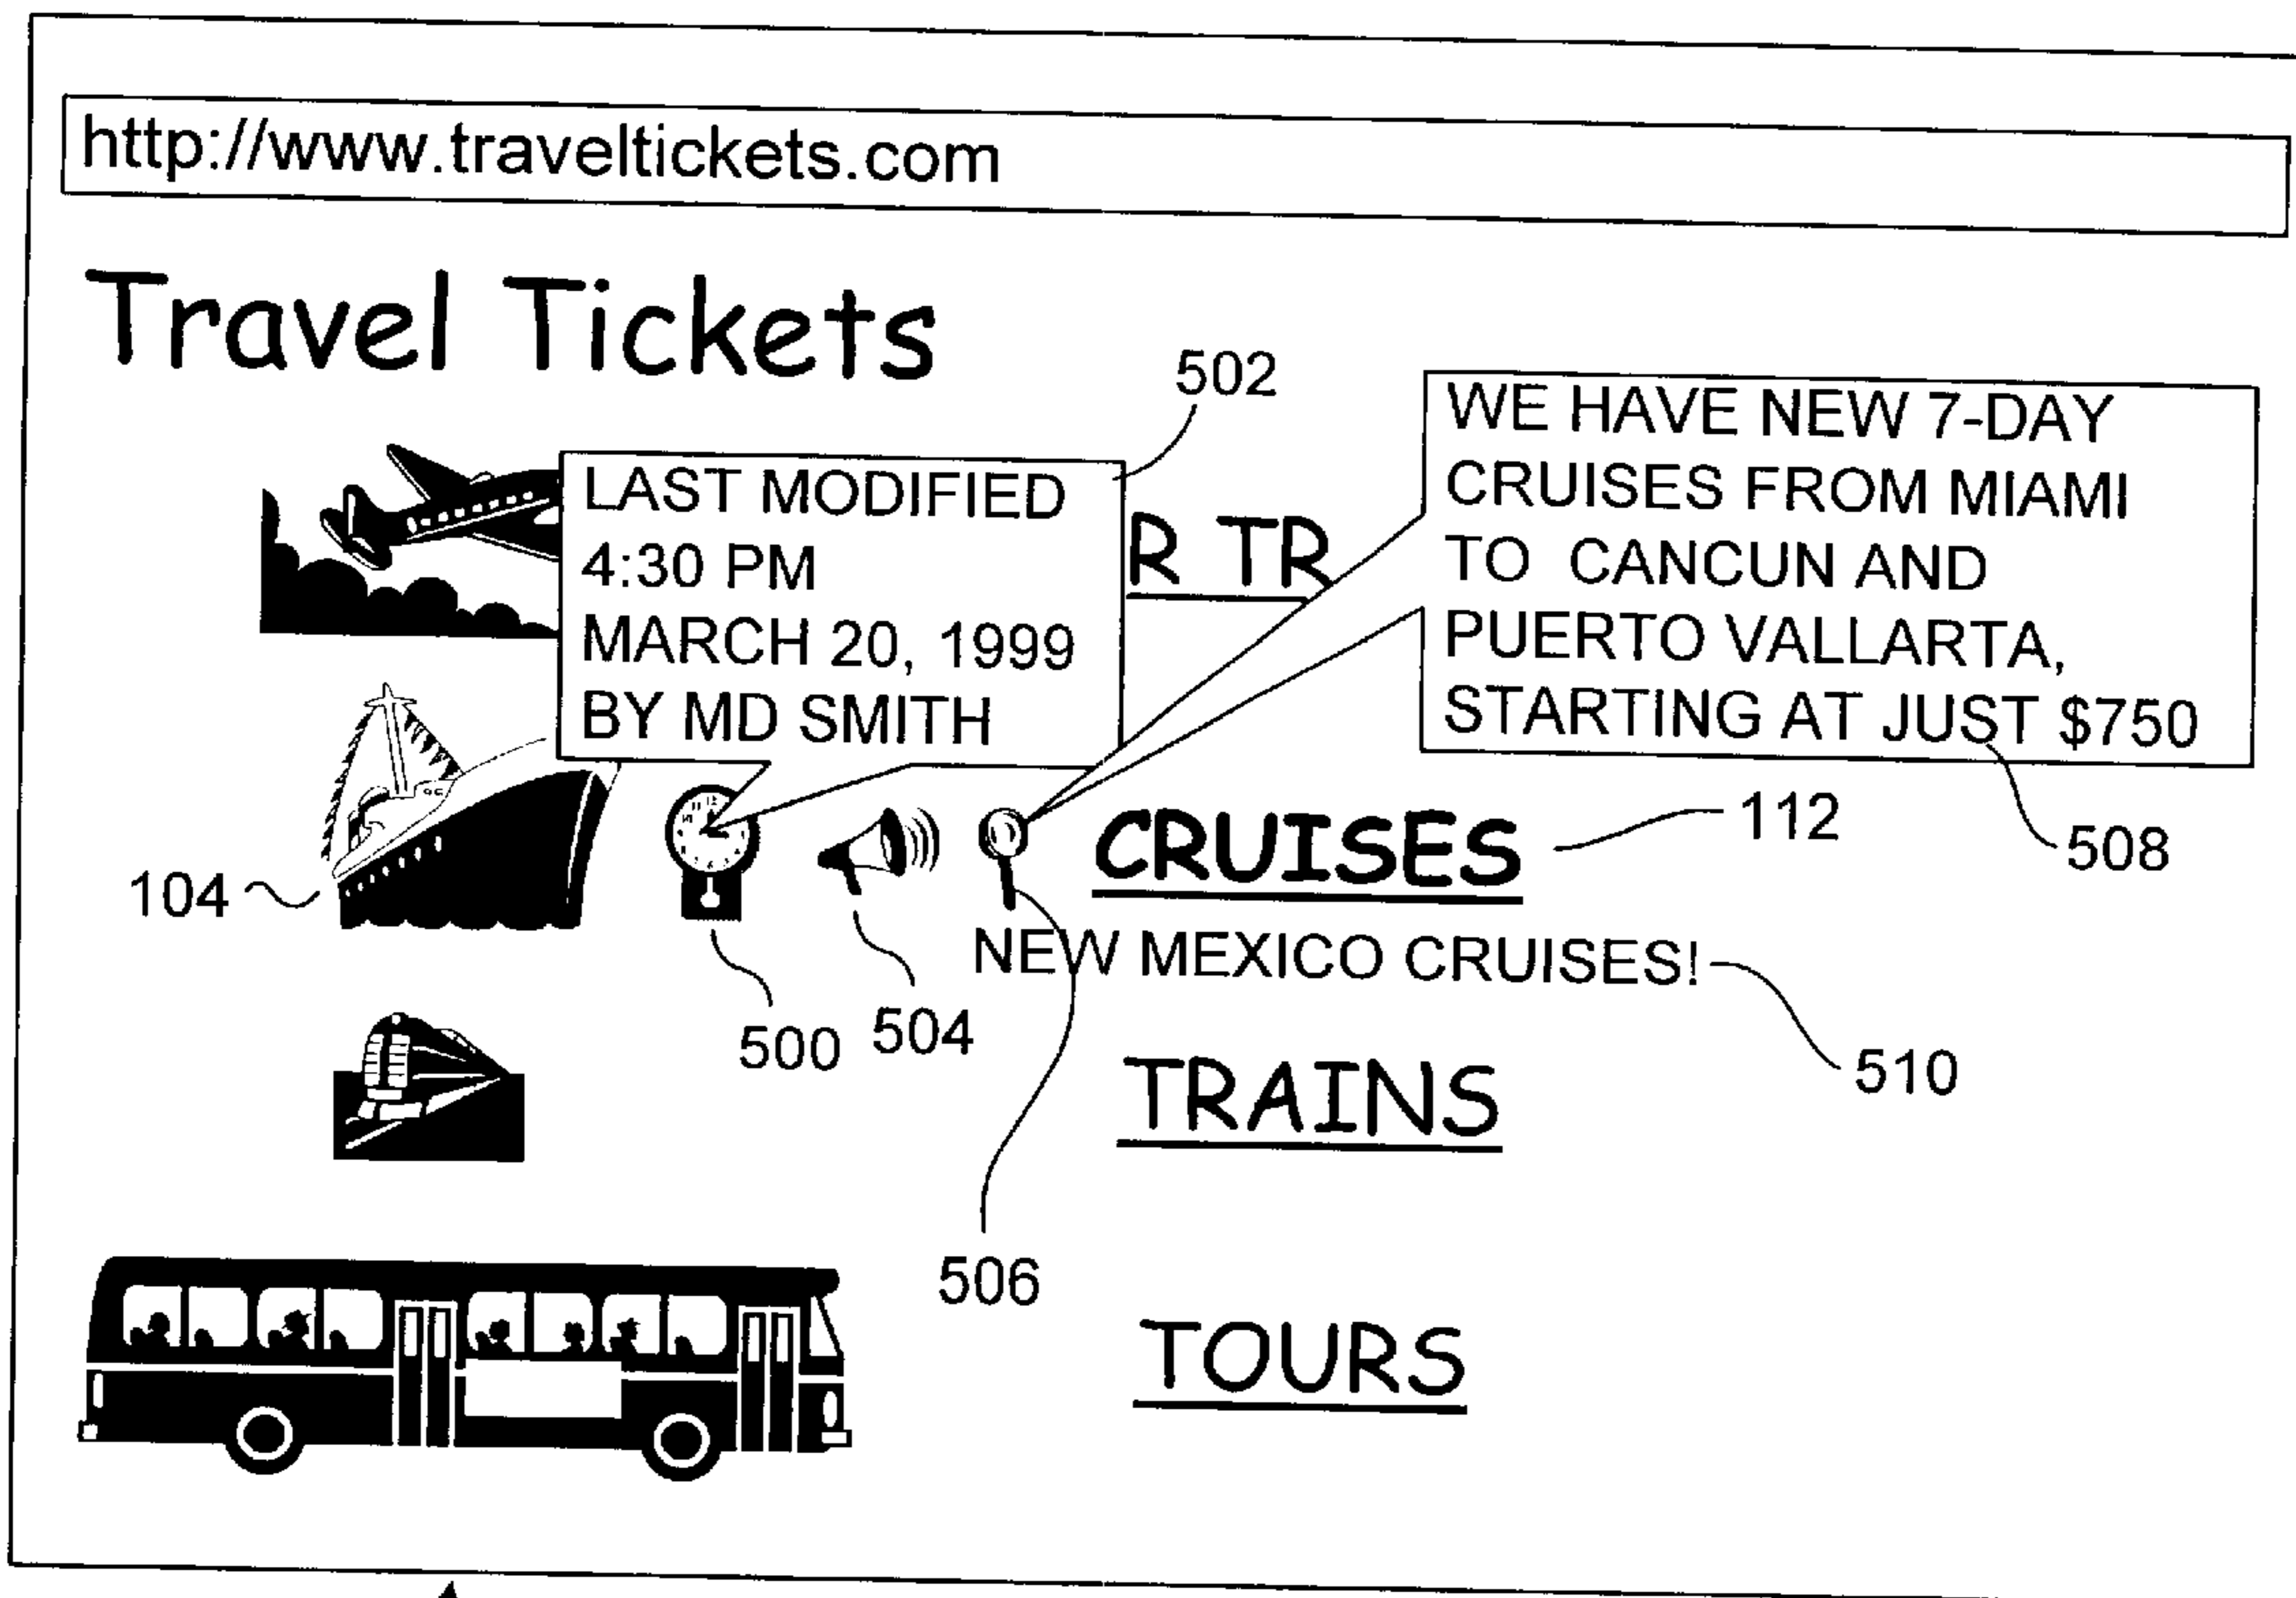 http://www.traveltickets.com
Travel Tickets
502
LAST MODIFIED
4:30 PM
MARCH 20, 1999
BY MD SMITH
R TR
WE HAVE NEW 7-DAY
CRUISES FROM MIAMI
TO CANCUN AND
PUERTO VALLARTA,
STARTING AT JUST $750
CRUISES
112
508
104
NEW MEXICO CRUISES!
500
504
510
TRAINS
506
TOURS